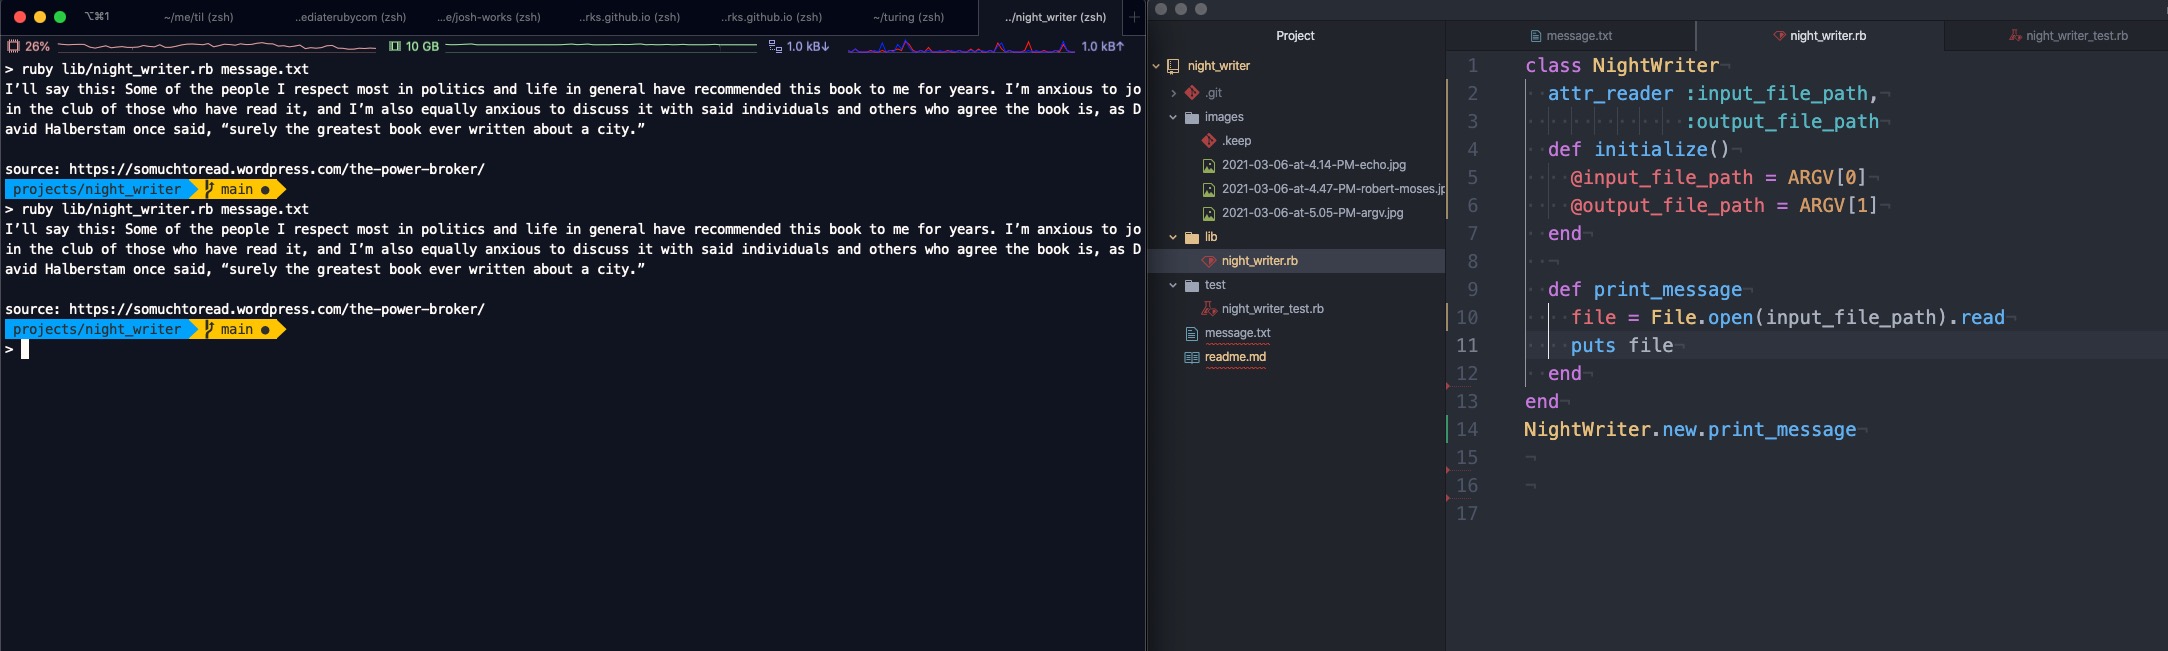 ⌥⌘1 ~/me/til (zsh) ..ediaterubycom (zsh) ...e/josh-works (zsh) ..rks.github.io (zsh) ..rks.github.io (zsh) ~/turing (zsh) ../night_writer (zsh) +
26% 10 GB 1.0 kB↓ 1.0 kB↑
> ruby lib/night_writer.rb message.txt
I’ll say this: Some of the people I respect most in politics and life in general have recommended this book to me for years. I’m anxious to jo
in the club of those who have read it, and I’m also equally anxious to discuss it with said individuals and others who agree the book is, as D
avid Halberstam once said, “surely the greatest book ever written about a city.”
source: https://somuchtoread.wordpress.com/the-power-broker/
projects/night_writer main ●
> ruby lib/night_writer.rb message.txt
I’ll say this: Some of the people I respect most in politics and life in general have recommended this book to me for years. I’m anxious to jo
in the club of those who have read it, and I’m also equally anxious to discuss it with said individuals and others who agree the book is, as D
avid Halberstam once said, “surely the greatest book ever written about a city.”
source: https://somuchtoread.wordpress.com/the-power-broker/
projects/night_writer main ●
>
Project
night_writer
.git
images
.keep
2021-03-06-at-4.14-PM-echo.jpg
2021-03-06-at-4.47-PM-robert-moses.jp
2021-03-06-at-5.05-PM-argv.jpg
lib
night_writer.rb
test
night_writer_test.rb
message.txt
readme.md
message.txt night_writer.rb night_writer_test.rb
1 class NightWriter¬
2 attr_reader :input_file_path,¬
3 :output_file_path¬
4 def initialize()¬
5 @input_file_path = ARGV[0]¬
6 @output_file_path = ARGV[1]¬
7 end¬
8 ¬
9 def print_message¬
10 file = File.open(input_file_path).read¬
11 puts file¬
12 end¬
13 end¬
14 NightWriter.new.print_message¬
15 ¬
16 ¬
17